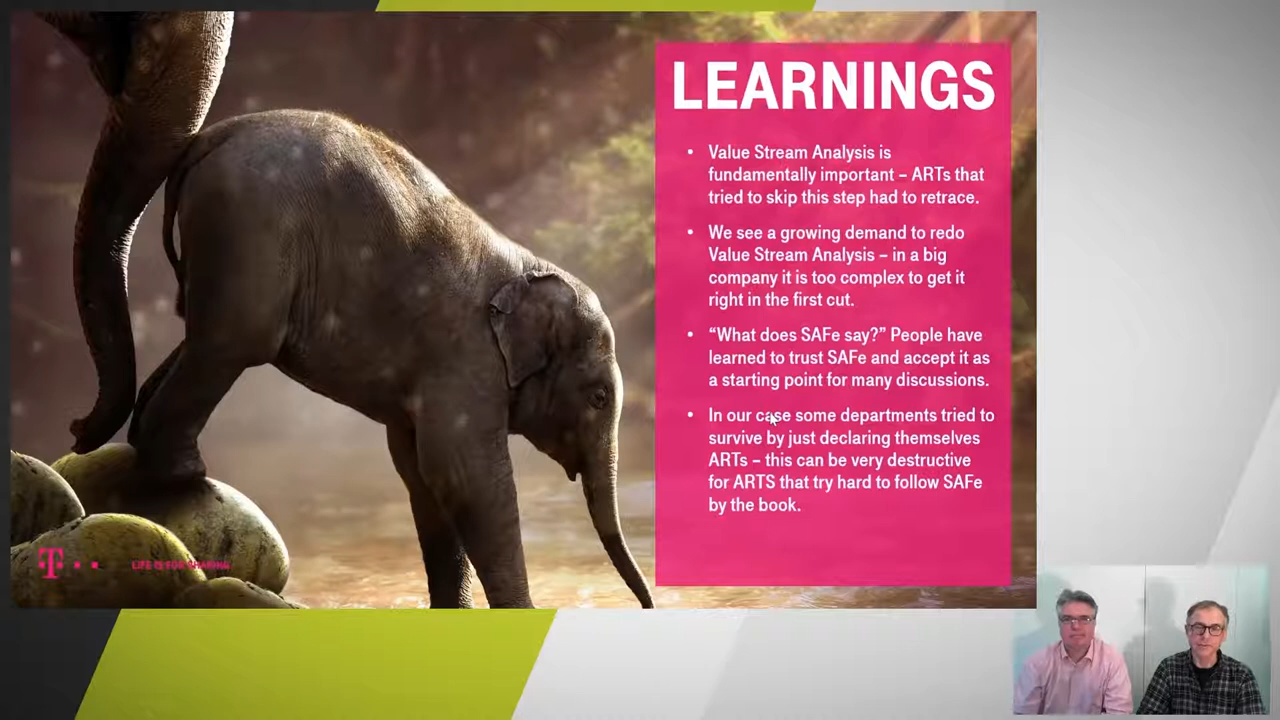 LEARNINGS
• Value Stream Analysis is
fundamentally important – ARTs that
tried to skip this step had to retrace.
• We see a growing demand to redo
Value Stream Analysis – in a big
company it is too complex to get it
right in the first cut.
• “What does SAFe say?” People have
learned to trust SAFe and accept it as
a starting point for many discussions.
• In our case some departments tried to
survive by just declaring themselves
ARTs – this can be very destructive
for ARTS that try hard to follow SAFe
by the book.
T LIFE IS FOR SHARING